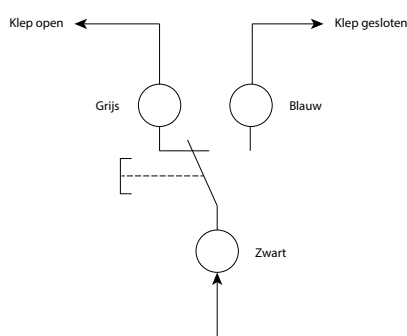 Klep open
Klep gesloten
Grijs
Blauw
Zwart